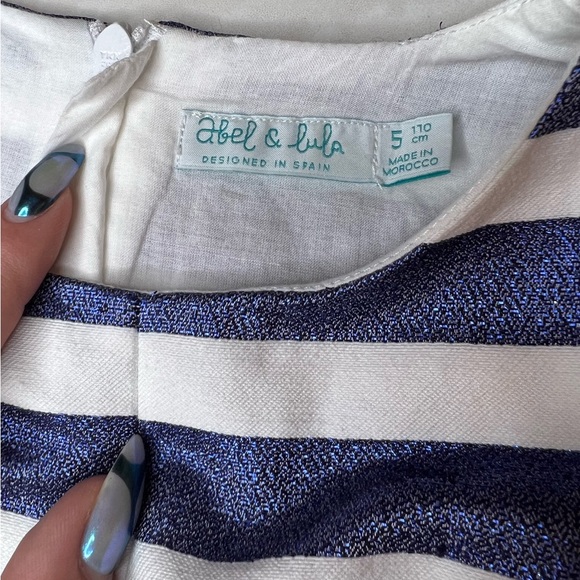 abel & lula
DESIGNED IN SPAIN
5 110
cm
MADE IN
MOROCCO